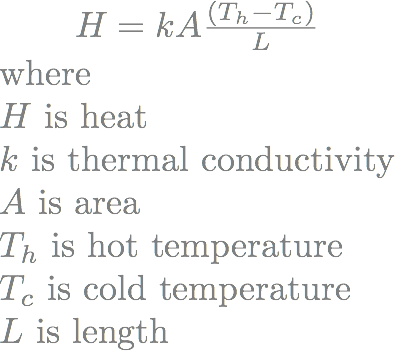 H = kA\frac{(T_h - T_c)}{L}
where
H is heat
k is thermal conductivity
A is area
T_h is hot temperature
T_c is cold temperature
L is length